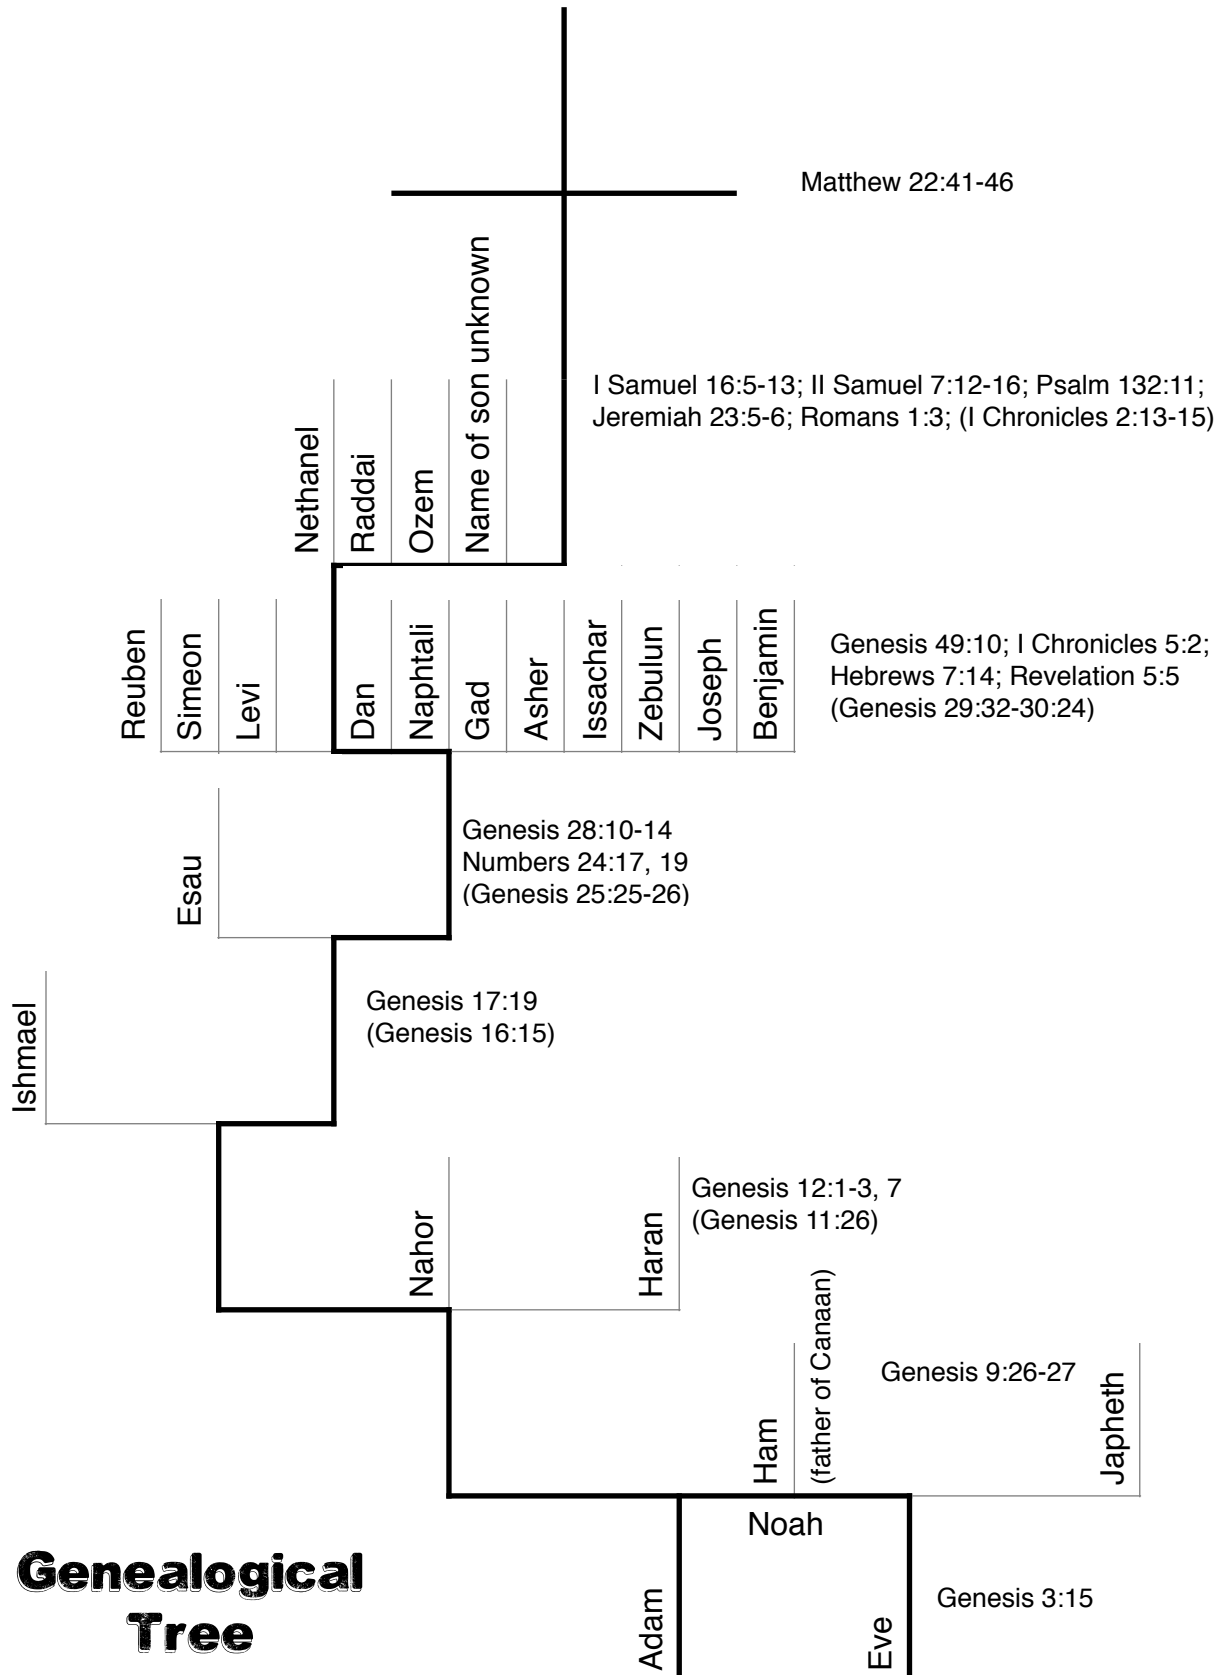 Matthew 22:41-46
I Samuel 16:5-13; II Samuel 7:12-16; Psalm 132:11;
Jeremiah 23:5-6; Romans 1:3; (I Chronicles 2:13-15)
Nethanel
Raddai
Ozem
Name of son unknown
Reuben
Simeon
Levi
Dan
Naphtali
Gad
Asher
Issachar
Zebulun
Joseph
Benjamin
Genesis 49:10; I Chronicles 5:2;
Hebrews 7:14; Revelation 5:5
(Genesis 29:32-30:24)
Esau
Genesis 28:10-14
Numbers 24:17, 19
(Genesis 25:25-26)
Ishmael
Genesis 17:19
(Genesis 16:15)
Nahor
Haran
Genesis 12:1-3, 7
(Genesis 11:26)
Ham
(father of Canaan)
Genesis 9:26-27
Japheth
Noah
Genealogical
Tree
Adam
Eve
Genesis 3:15